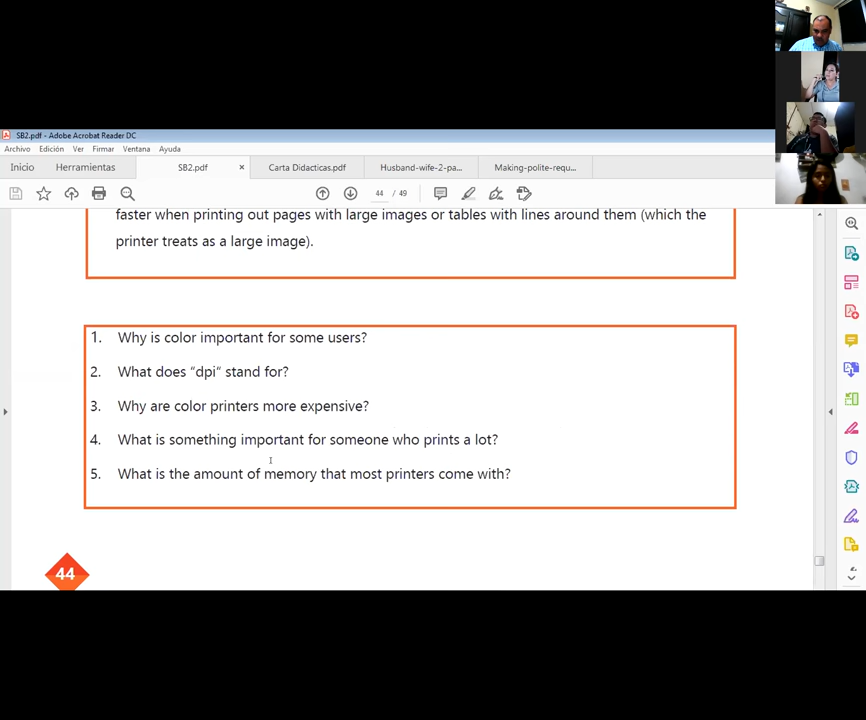 SB2.pdf - Adobe Acrobat Reader DC
Archivo Edición Ver Firmar Ventana Ayuda
Inicio Herramientas SB2.pdf × Carta Didacticas.pdf Husband-wife-2-pa... Making-polite-requ...
44 / 49
faster when printing out pages with large images or tables with lines around them (which the
printer treats as a large image).
1. Why is color important for some users?
2. What does “dpi” stand for?
3. Why are color printers more expensive?
4. What is something important for someone who prints a lot?
5. What is the amount of memory that most printers come with?
44